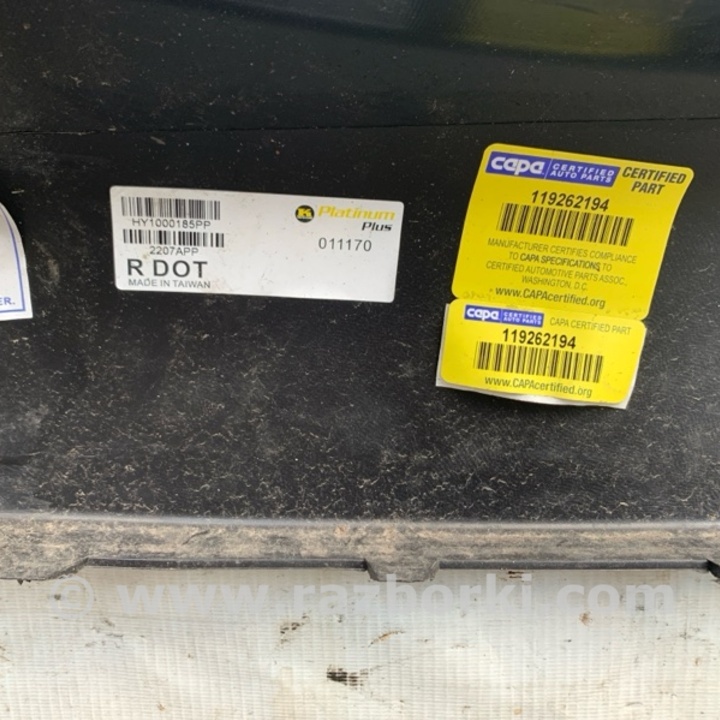 ER.
HY1000185PP
2207APP
R DOT
MADE IN TAIWAN
Platinum
Plus
011170
capa CERTIFIED
AUTO PARTS
CERTIFIED
PART
119262194
MANUFACTURER CERTIFIES COMPLIANCE
TO CAPA SPECIFICATIONS TO
CERTIFIED AUTOMOTIVE PARTS ASSOC.,
WASHINGTON, D.C.
www.CAPAcertified.org
capa CERTIFIED
AUTO PARTS
CAPA CERTIFIED PART
119262194
www.CAPAcertified.org
© www.razborki.com